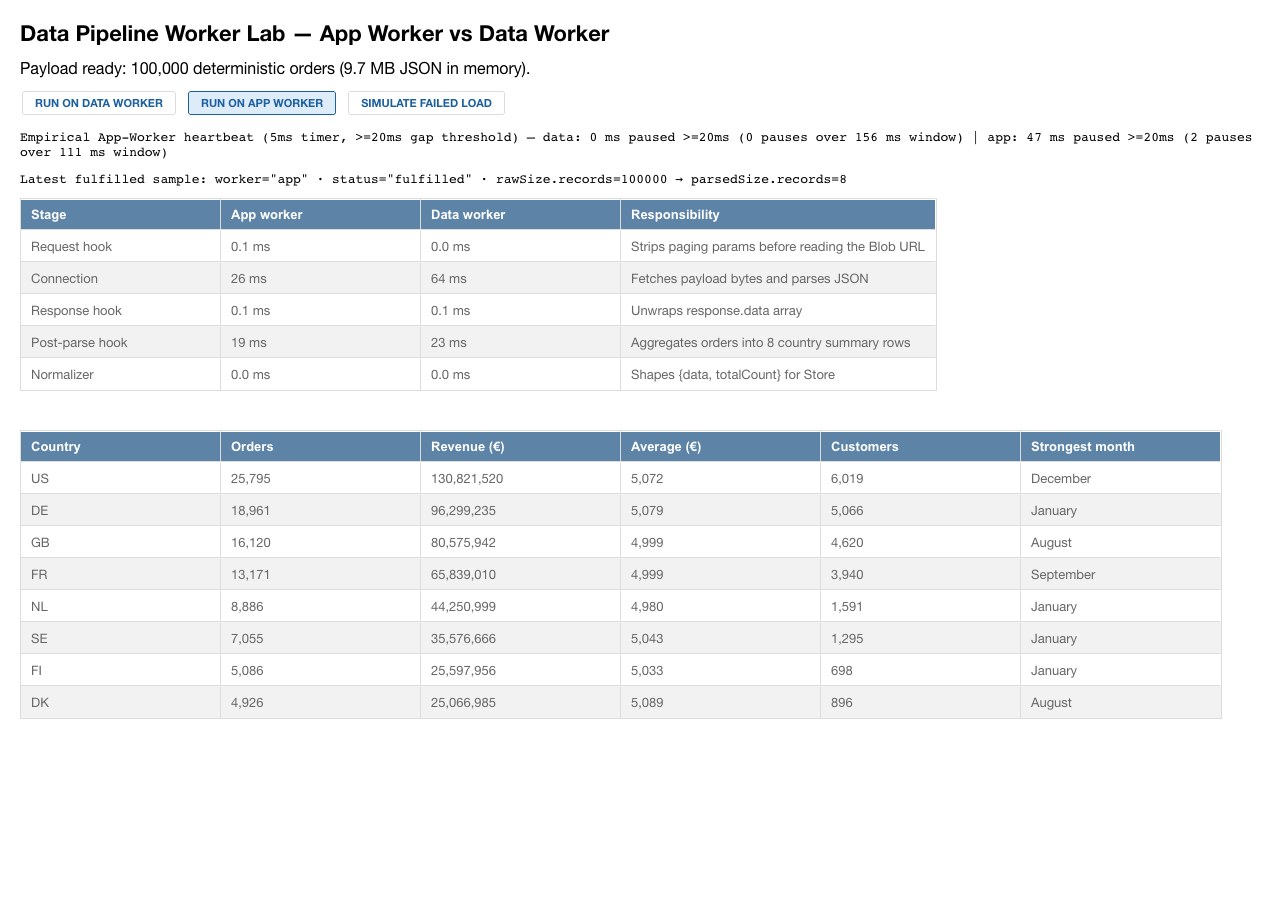 Data Pipeline Worker Lab — App Worker vs Data Worker
Payload ready: 100,000 deterministic orders (9.7 MB JSON in memory).
RUN ON DATA WORKER RUN ON APP WORKER SIMULATE FAILED LOAD
Empirical App-Worker heartbeat (5ms timer, >=20ms gap threshold) — data: 0 ms paused >=20ms (0 pauses over 156 ms window) | app: 47 ms paused >=20ms (2 pauses
over 111 ms window)
Latest fulfilled sample: worker="app" · status="fulfilled" · rawSize.records=100000 → parsedSize.records=8
Stage App worker Data worker Responsibility
Request hook 0.1 ms 0.0 ms Strips paging params before reading the Blob URL
Connection 26 ms 64 ms Fetches payload bytes and parses JSON
Response hook 0.1 ms 0.1 ms Unwraps response.data array
Post-parse hook 19 ms 23 ms Aggregates orders into 8 country summary rows
Normalizer 0.0 ms 0.0 ms Shapes {data, totalCount} for Store
Country Orders Revenue (€) Average (€) Customers Strongest month
US 25,795 130,821,520 5,072 6,019 December
DE 18,961 96,299,235 5,079 5,066 January
GB 16,120 80,575,942 4,999 4,620 August
FR 13,171 65,839,010 4,999 3,940 September
NL 8,886 44,250,999 4,980 1,591 January
SE 7,055 35,576,666 5,043 1,295 January
FI 5,086 25,597,956 5,033 698 January
DK 4,926 25,066,985 5,089 896 August